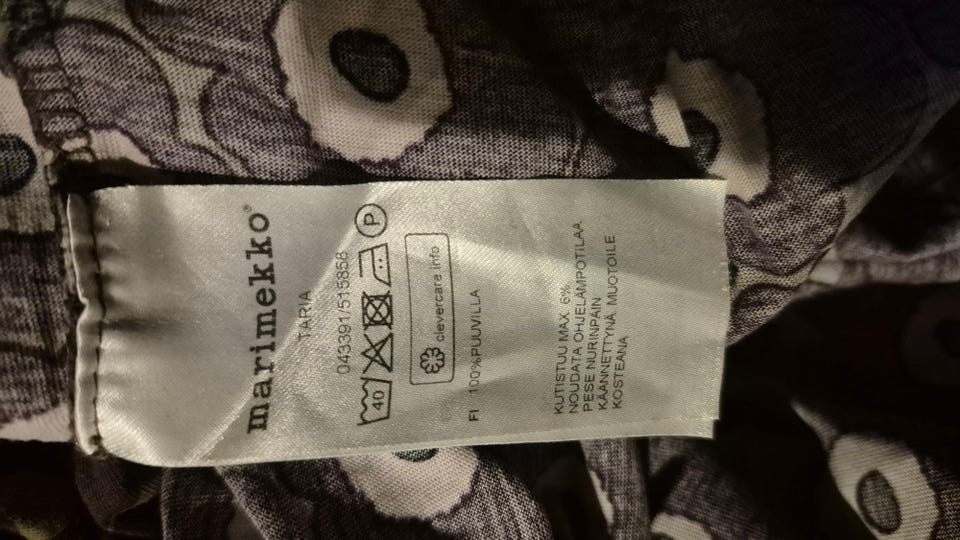 marimekko®
TARIA
043391/515858
40 P
clevercare.info
FI 100%PUUVILLA
KUTISTUU MAX. 6%
NOUDATA OHJELÄMPÖTILAA.
PESE NURINPÄIN
KÄÄNNETTYNÄ. MUOTOILE
KOSTEANA